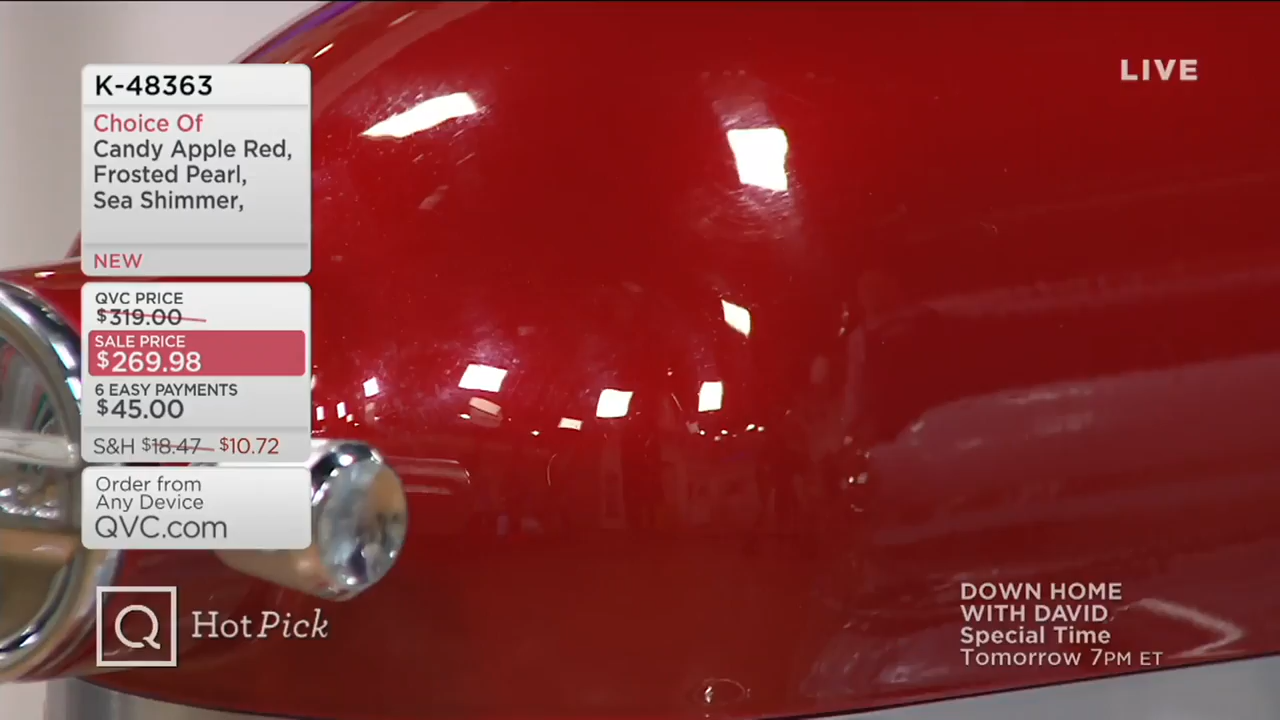 K-48363
Choice Of
Candy Apple Red,
Frosted Pearl,
Sea Shimmer,
NEW
QVC PRICE
$319.00
SALE PRICE
$269.98
6 EASY PAYMENTS
$45.00
S&H $18.47 $10.72
Order from
Any Device
QVC.com
Q HotPick
LIVE
DOWN HOME
WITH DAVID
Special Time
Tomorrow 7PM ET